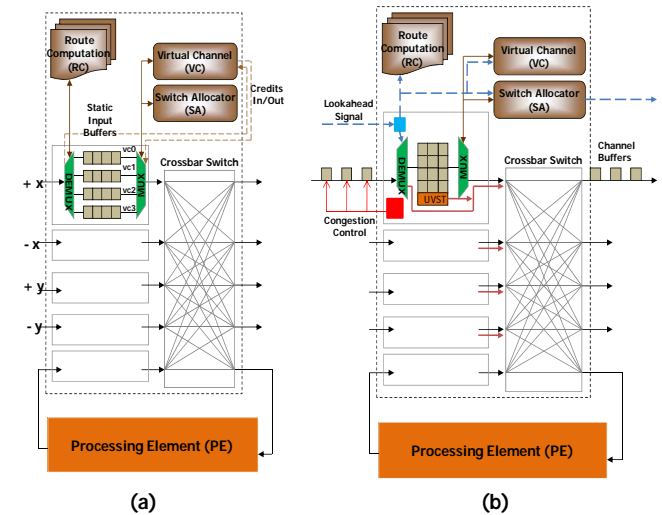 Route
Computation
(RC)
Virtual Channel
(VC)
Switch Allocator
(SA)
Credits
In/Out
Static
Input
Buffers
vc0
vc1
vc2
vc3
DEMUX
MUX
Crossbar Switch
+ x
- x
+ y
- y
Processing Element (PE)
(a)
Route
Computation
(RC)
Virtual Channel
(VC)
Switch Allocator
(SA)
Lookahead
Signal
DEMUX
MUX
UVST
Crossbar Switch
Channel
Buffers
Congestion
Control
Processing Element (PE)
(b)